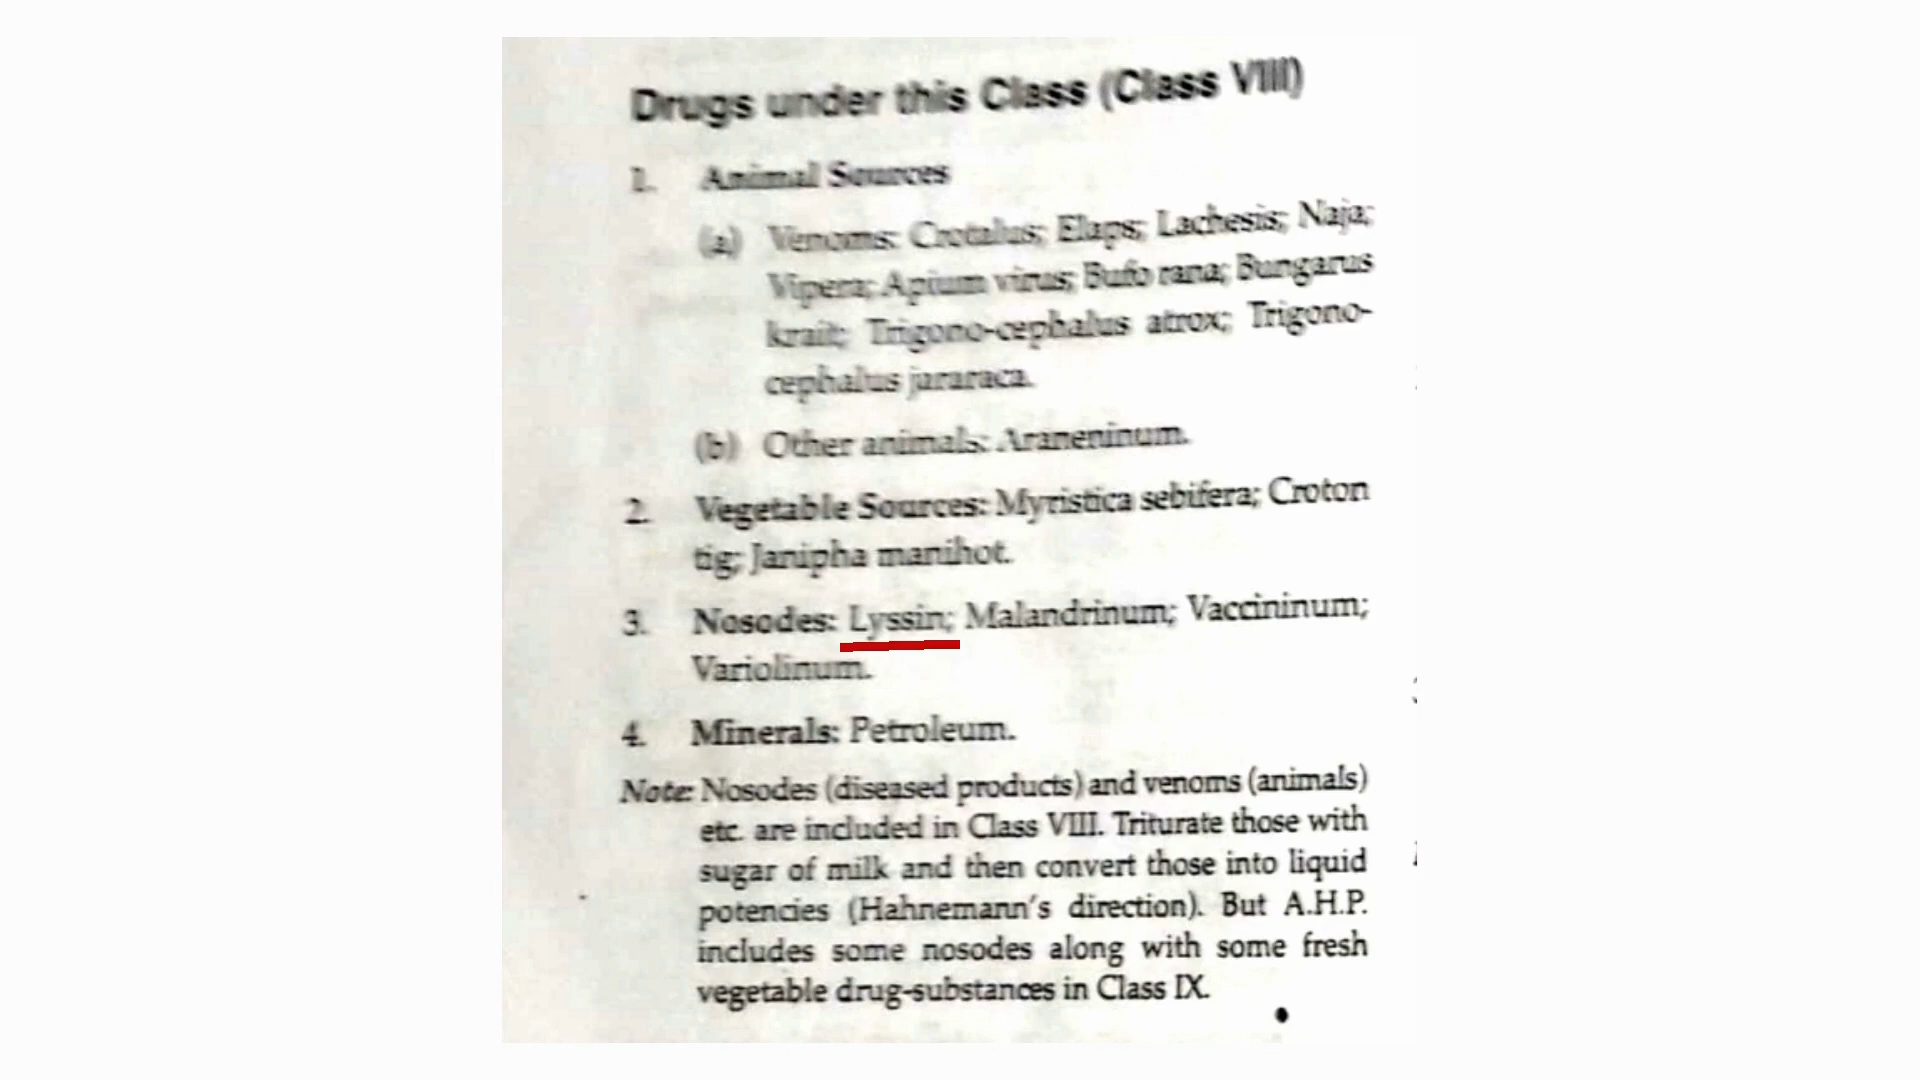 Drugs under this Class (Class VIII)
1. Animal Sources
(a) Venoms: Crotalus; Elaps; Lachesis; Naja;
Vipera; Apium virus; Bufo rana; Bungarus
krait; Trigono-cephalus atrox; Trigono-
cephalus jararaca.
(b) Other animals: Araneninum.
2. Vegetable Sources: Myristica sebifera; Croton
tig; Janipha manihot.
3. Nosodes: Lyssin; Malandrinum; Vaccininum;
Variolinum.
4. Minerals: Petroleum.
Note: Nosodes (diseased products) and venoms (animals)
etc. are included in Class VIII. Triturate those with
sugar of milk and then convert those into liquid
potencies (Hahnemann's direction). But A.H.P.
includes some nosodes along with some fresh
vegetable drug-substances in Class IX.